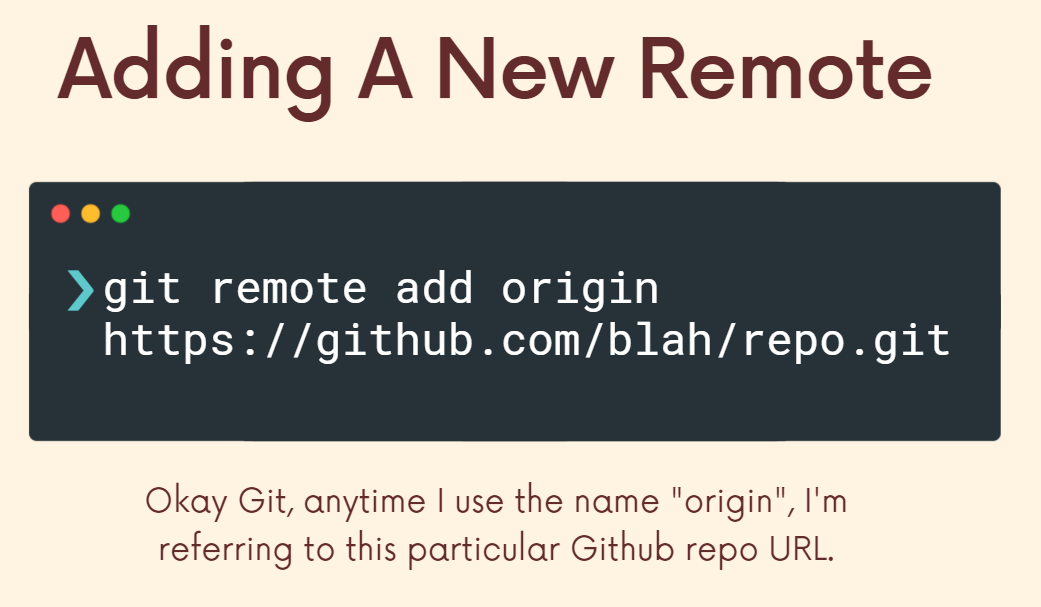 Adding A New Remote
❯git remote add origin
https://github.com/blah/repo.git
Okay Git, anytime I use the name "origin", I'm
referring to this particular Github repo URL.